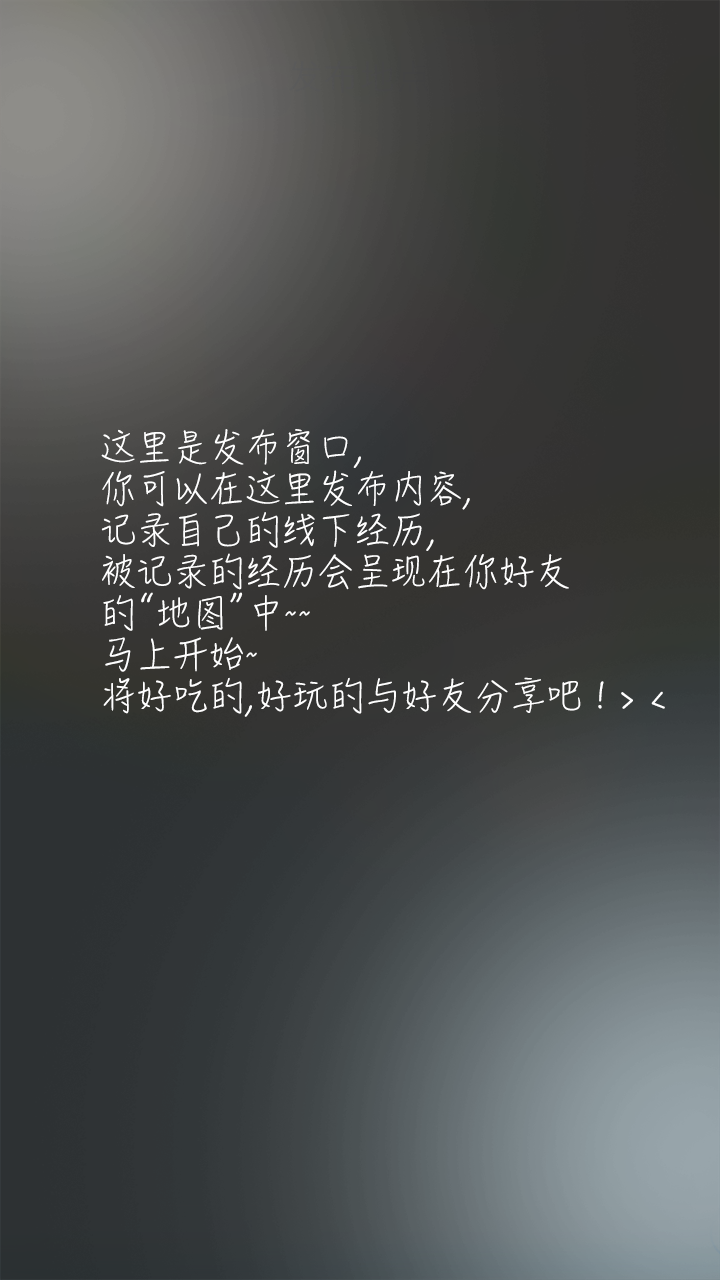 这里是发布窗口,
你可以在这里发布内容,
记录自己的线下经历,
被记录的经历会呈现在你好友
的“地图”中~~
马上开始~
将好吃的,好玩的与好友分享吧！> <